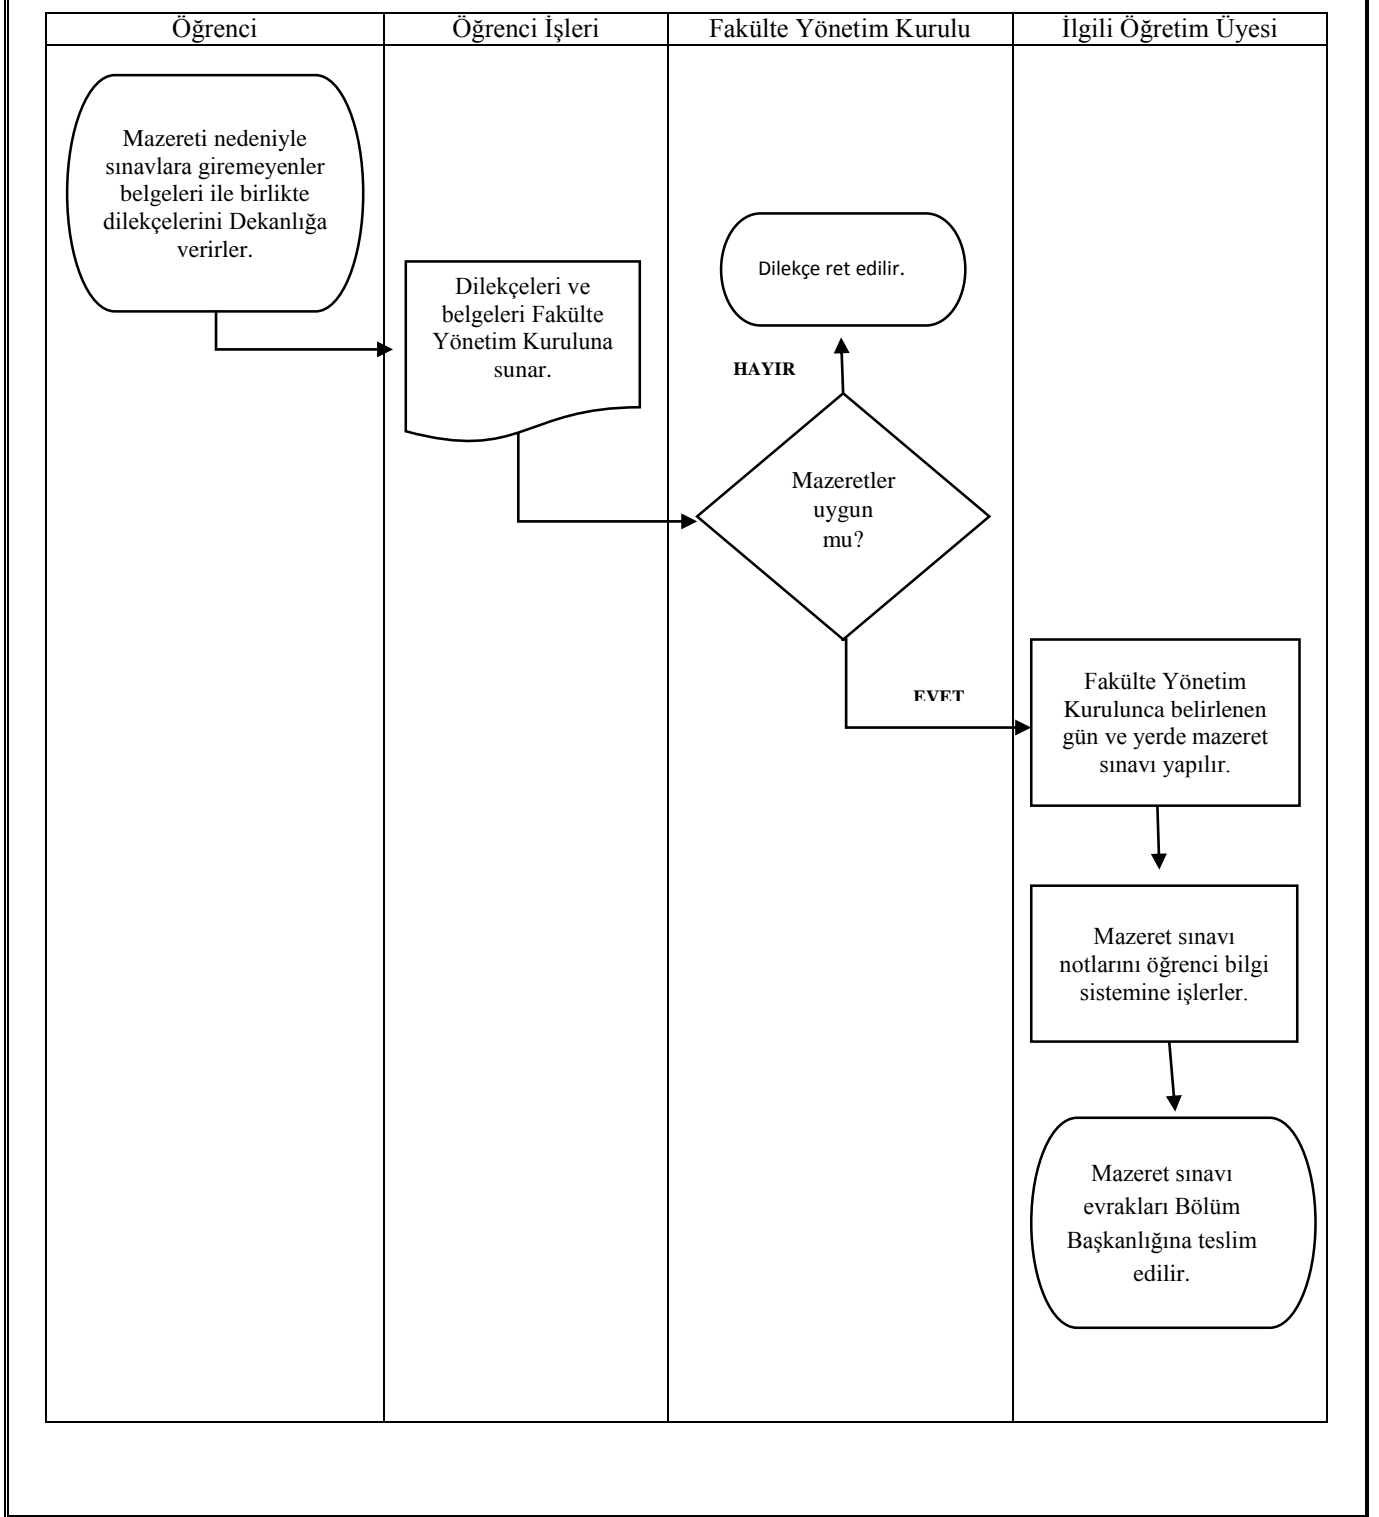 Öğrenci
Öğrenci İşleri
Fakülte Yönetim Kurulu
İlgili Öğretim Üyesi
Mazereti nedeniyle
sınavlara giremeyenler
belgeleri ile birlikte
dilekçelerini Dekanlığa
verirler.
Dilekçeleri ve
belgeleri Fakülte
Yönetim Kuruluna
sunar.
Dilekçe ret edilir.
HAYIR
Mazeretler
uygun
mu?
EVET
Fakülte Yönetim
Kurulunca belirlenen
gün ve yerde mazeret
sınavı yapılır.
Mazeret sınavı
notlarını öğrenci bilgi
sistemine işlerler.
Mazeret sınavı
evrakları Bölüm
Başkanlığına teslim
edilir.